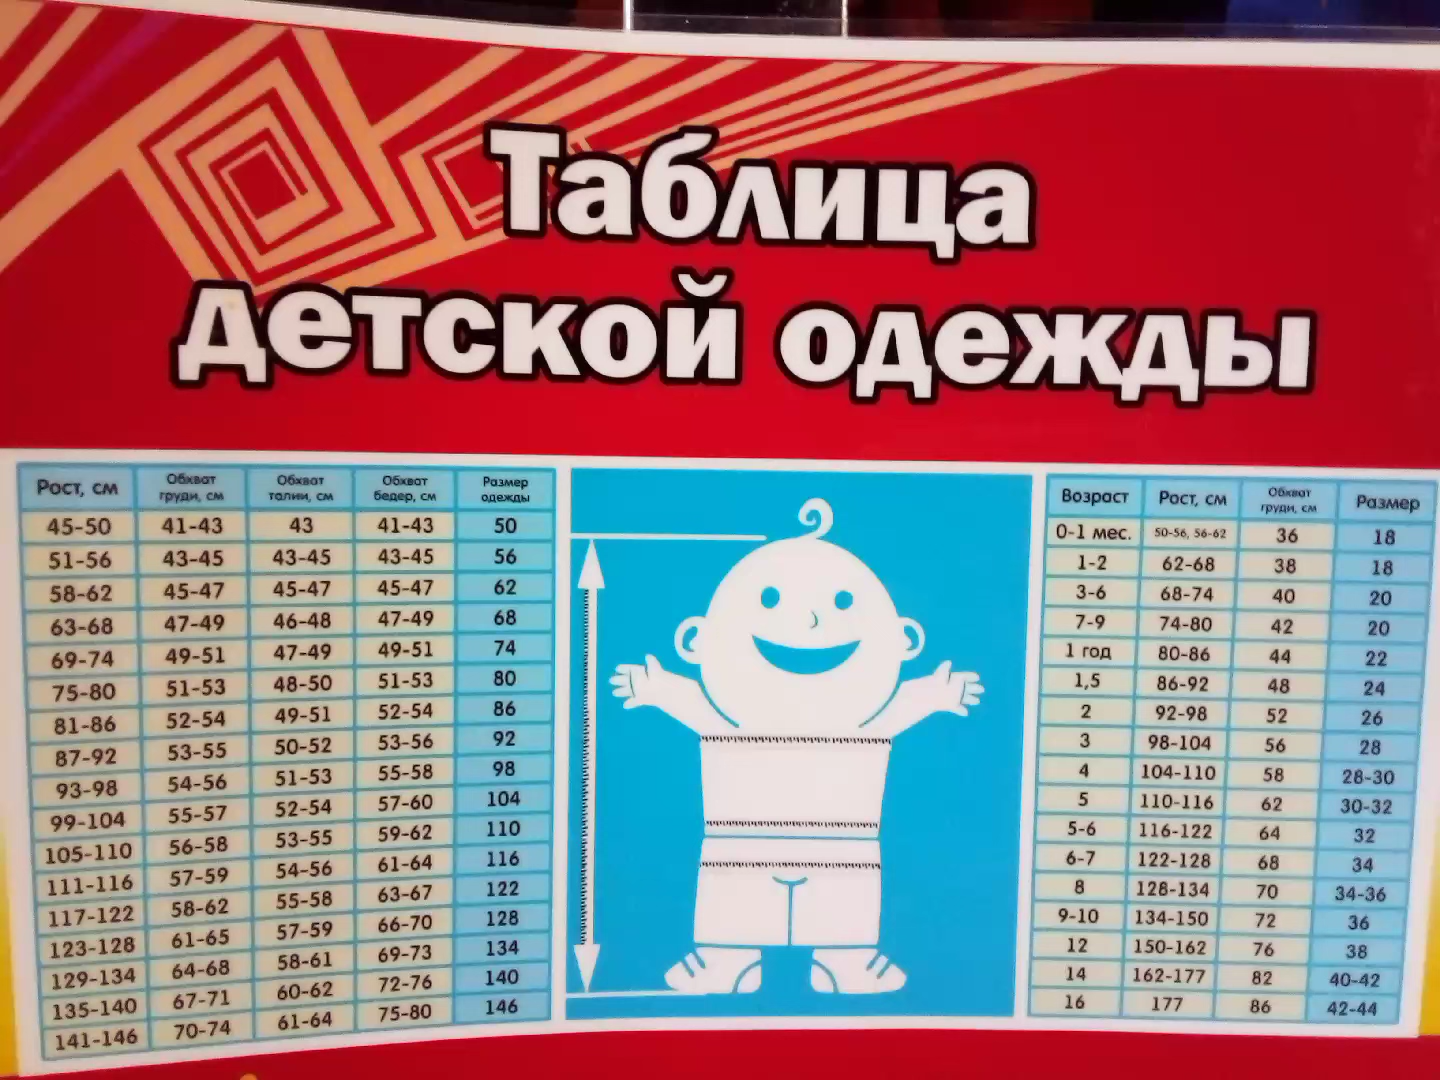 Таблица
детской одежды
Рост, см Обхват груди, см Обхват талии, см Обхват бедер, см Размер одежды
45-50 41-43 43 41-43 50
51-56 43-45 43-45 43-45 56
58-62 45-47 45-47 45-47 62
63-68 47-49 46-48 47-49 68
69-74 49-51 47-49 49-51 74
75-80 51-53 48-50 51-53 80
81-86 52-54 49-51 52-54 86
87-92 53-55 50-52 53-56 92
93-98 54-56 51-53 55-58 98
99-104 55-57 52-54 57-60 104
105-110 56-58 53-55 59-62 110
111-116 57-59 54-56 61-64 116
117-122 58-62 55-58 63-67 122
123-128 61-65 57-59 66-70 128
129-134 64-68 58-61 69-73 134
135-140 67-71 60-62 72-76 140
141-146 70-74 61-64 75-80 146
Возраст Рост, см Обхват груди, см Размер
0-1 мес. 50-56, 56-62 36 18
1-2 62-68 38 18
3-6 68-74 40 20
7-9 74-80 42 20
1 год 80-86 44 22
1,5 86-92 48 24
2 92-98 52 26
3 98-104 56 28
4 104-110 58 28-30
5 110-116 62 30-32
5-6 116-122 64 32
6-7 122-128 68 34
8 128-134 70 34-36
9-10 134-150 72 36
12 150-162 76 38
14 162-177 82 40-42
16 177 86 42-44